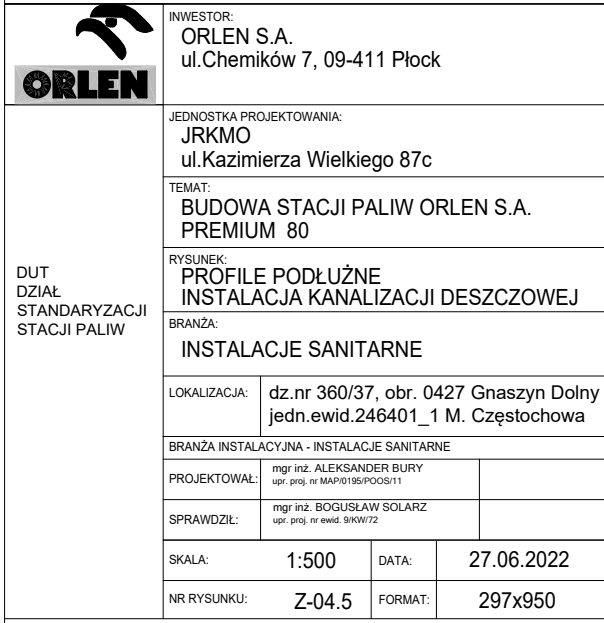 ORLEN
INWESTOR:
ORLEN S.A.
ul.Chemików 7, 09-411 Płock
DUT
DZIAŁ
STANDARYZACJI
STACJI PALIW
JEDNOSTKA PROJEKTOWANIA:
JRKMO
ul.Kazimierza Wielkiego 87c
TEMAT:
BUDOWA STACJI PALIW ORLEN S.A.
PREMIUM 80
RYSUNEK:
PROFILE PODŁUŻNE
INSTALACJA KANALIZACJI DESZCZOWEJ
BRANŻA:
INSTALACJE SANITARNE
LOKALIZACJA: dz.nr 360/37, obr. 0427 Gnaszyn Dolny
jedn.ewid.246401_1 M. Częstochowa
BRANŻA INSTALACYJNA - INSTALACJE SANITARNE
PROJEKTOWAŁ: mgr inż. ALEKSANDER BURY
upr. proj. nr MAP/0195/POOS/11
SPRAWDZIŁ: mgr inż. BOGUSŁAW SOLARZ
upr. proj. nr ewid. 9/KW/72
SKALA: 1:500 DATA: 27.06.2022
NR RYSUNKU: Z-04.5 FORMAT: 297x950